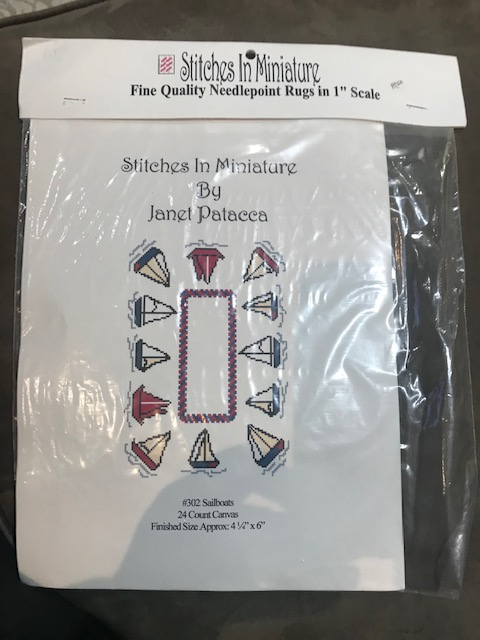 Stitches In Miniature
Fine Quality Needlepoint Rugs in 1" Scale
Stitches In Miniature
By
Janet Patacca
#302 Sailboats
24 Count Canvas
Finished Size Approx: 4 ¼" x 6"